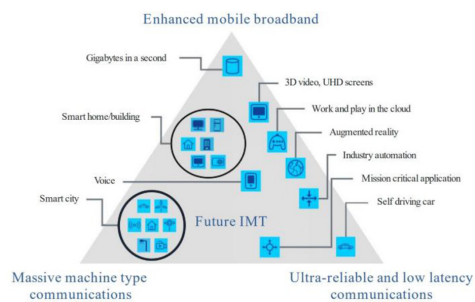 Enhanced mobile broadband
Gigabytes in a second
3D video, UHD screens
Smart home/building
Work and play in the cloud
Augmented reality
Industry automation
Voice
Mission critical application
Smart city
Self driving car
Future IMT
Massive machine type
communications
Ultra-reliable and low latency
communications